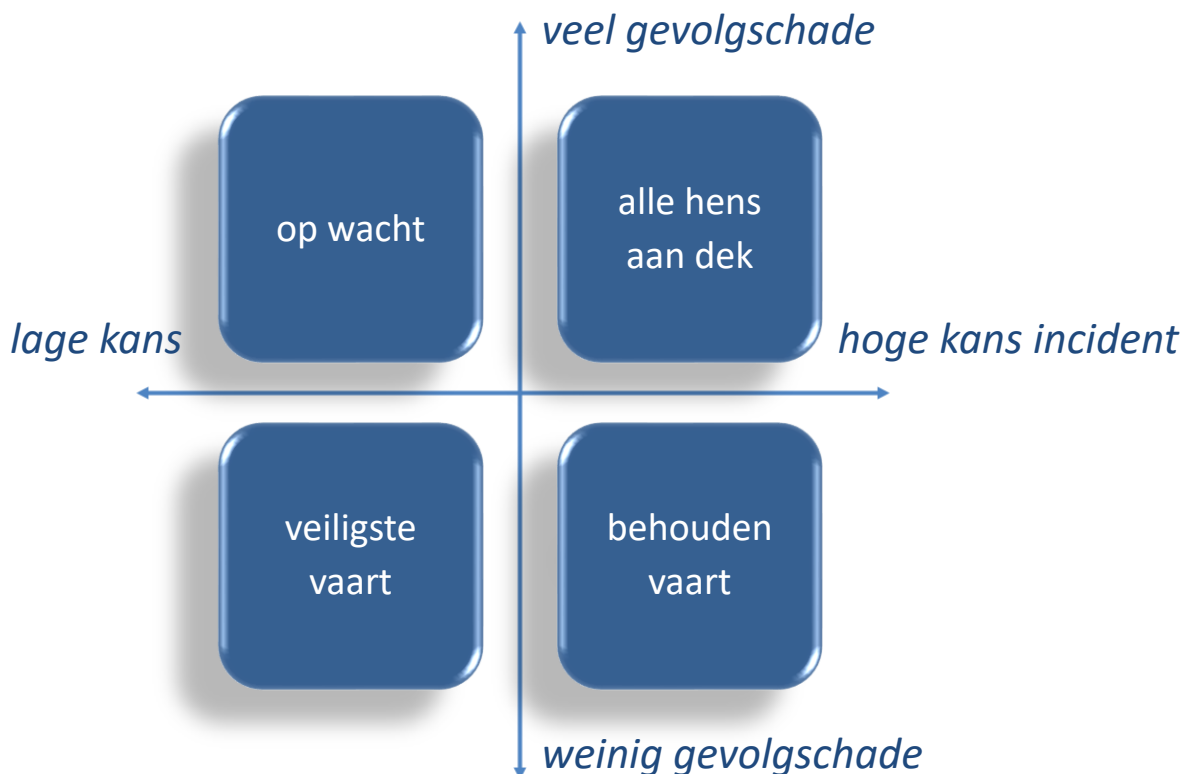 veel gevolgschade
op wacht
alle hens
aan dek
lage kans
hoge kans incident
veiligste
vaart
behouden
vaart
weinig gevolgschade